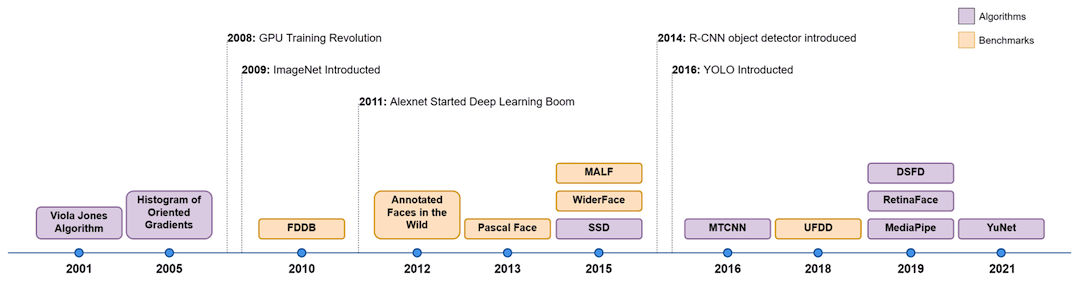 Algorithms
Benchmarks
2008: GPU Training Revolution
2014: R-CNN object detector introduced
2009: ImageNet Introducted
2016: YOLO Introducted
2011: Alexnet Started Deep Learning Boom
Viola Jones
Algorithm
Histogram of
Oriented
Gradients
FDDB
Annotated
Faces in the
Wild
Pascal Face
MALF
WiderFace
SSD
MTCNN
UFDD
DSFD
RetinaFace
MediaPipe
YuNet
2001
2005
2010
2012
2013
2015
2016
2018
2019
2021